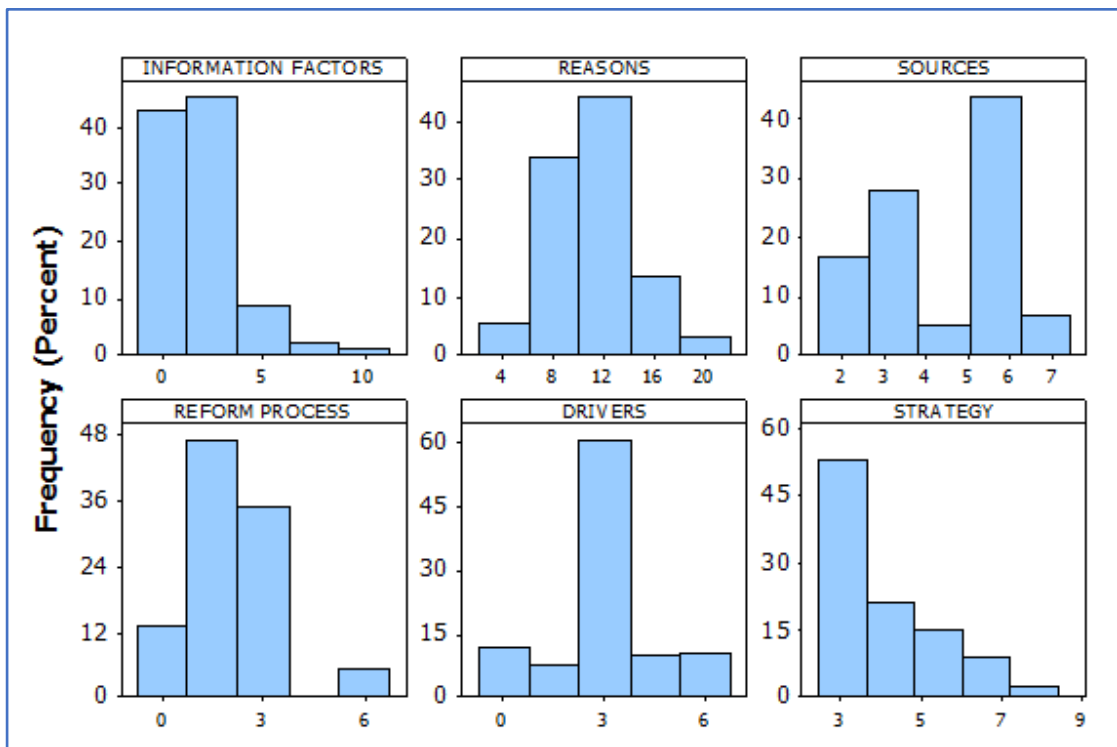 INFORMATION FACTORS
REASONS
SOURCES
40
30
20
10
0
0 5 10
40
30
20
10
0
4 8 12 16 20
40
30
20
10
0
2 3 4 5 6 7
Frequency (Percent)
REFORM PROCESS
DRIVERS
STRATEGY
48
36
24
12
0
0 3 6
60
45
30
15
0
0 3 6
60
45
30
15
0
3 5 7 9